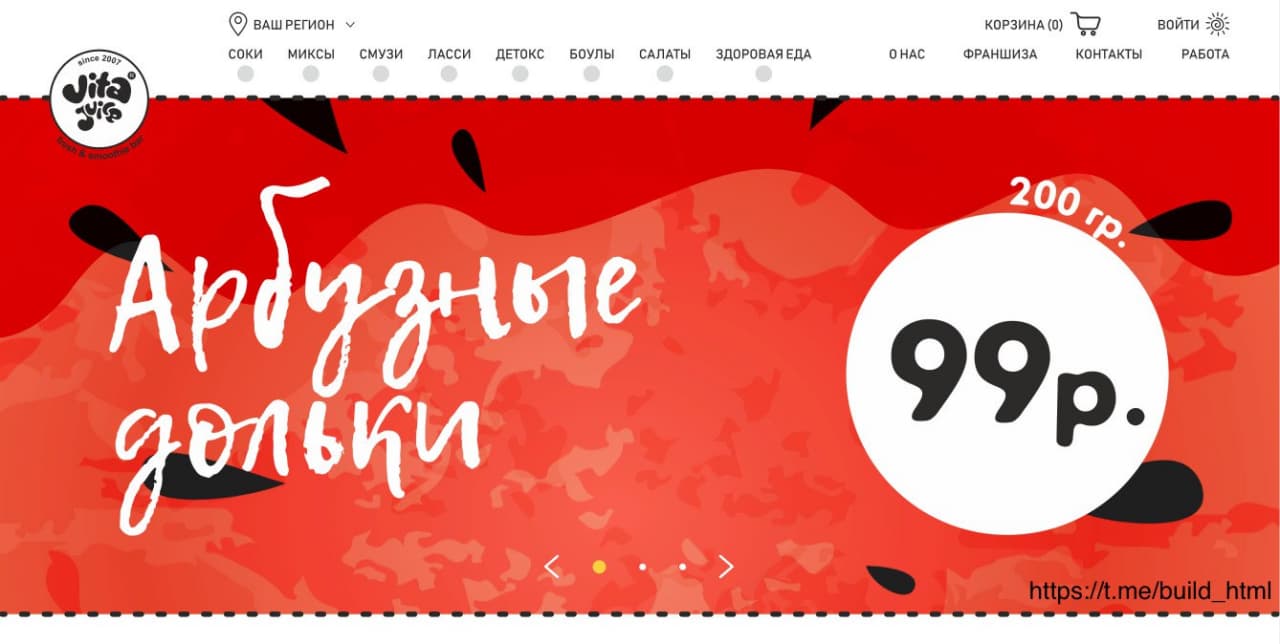 ВАШ РЕГИОН
КОРЗИНА (0)
ВОЙТИ
СОКИ МИКСЫ СМУЗИ ЛАССИ ДЕТОКС БОУЛЫ САЛАТЫ ЗДОРОВАЯ ЕДА О НАС ФРАНШИЗА КОНТАКТЫ РАБОТА
since 2007
Vita
Juice
fresh & smoothie bar
Арбузные
дольки
200 гр.
99р.
https://t.me/build_html